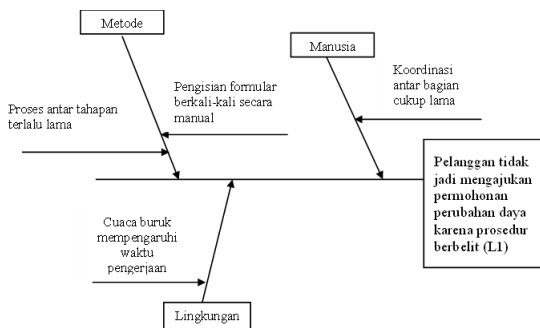 Metode
Manusia
Koordinasi
antar bagian
cukup lama
Pengisian formular
berkali-kali secara
manual
Proses antar tahapan
terlalu lama
Pelanggan tidak
jadi mengajukan
permohonan
perubahan daya
karena prosedur
berbelit (L1)
Cuaca buruk
mempengaruhi
waktu
pengerjaan
Lingkungan